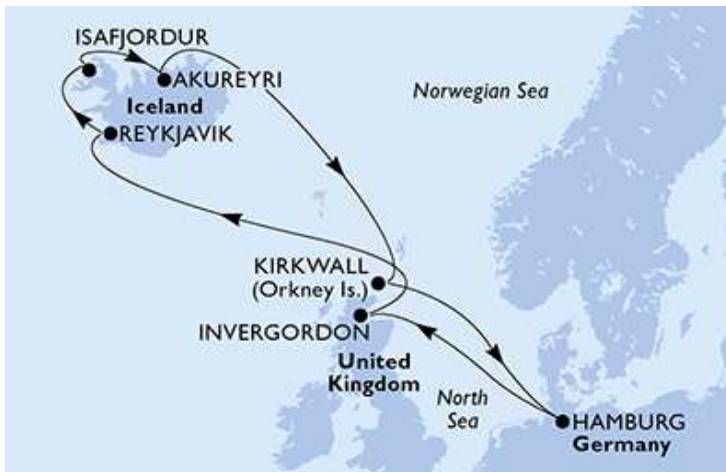 ISAFJORDUR
AKUREYRI
Iceland
REYKJAVIK
Norwegian Sea
KIRKWALL
(Orkney Is.)
INVERGORDON
United
Kingdom
North
Sea
HAMBURG
Germany